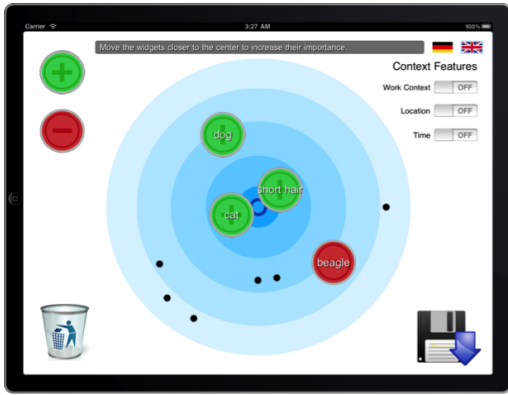 Carrier 3:27 AM 100%
Move the widgets closer to the center to increase their importance.
Context Features
Work Context OFF
Location OFF
Time OFF
dog
short hair
cat
beagle